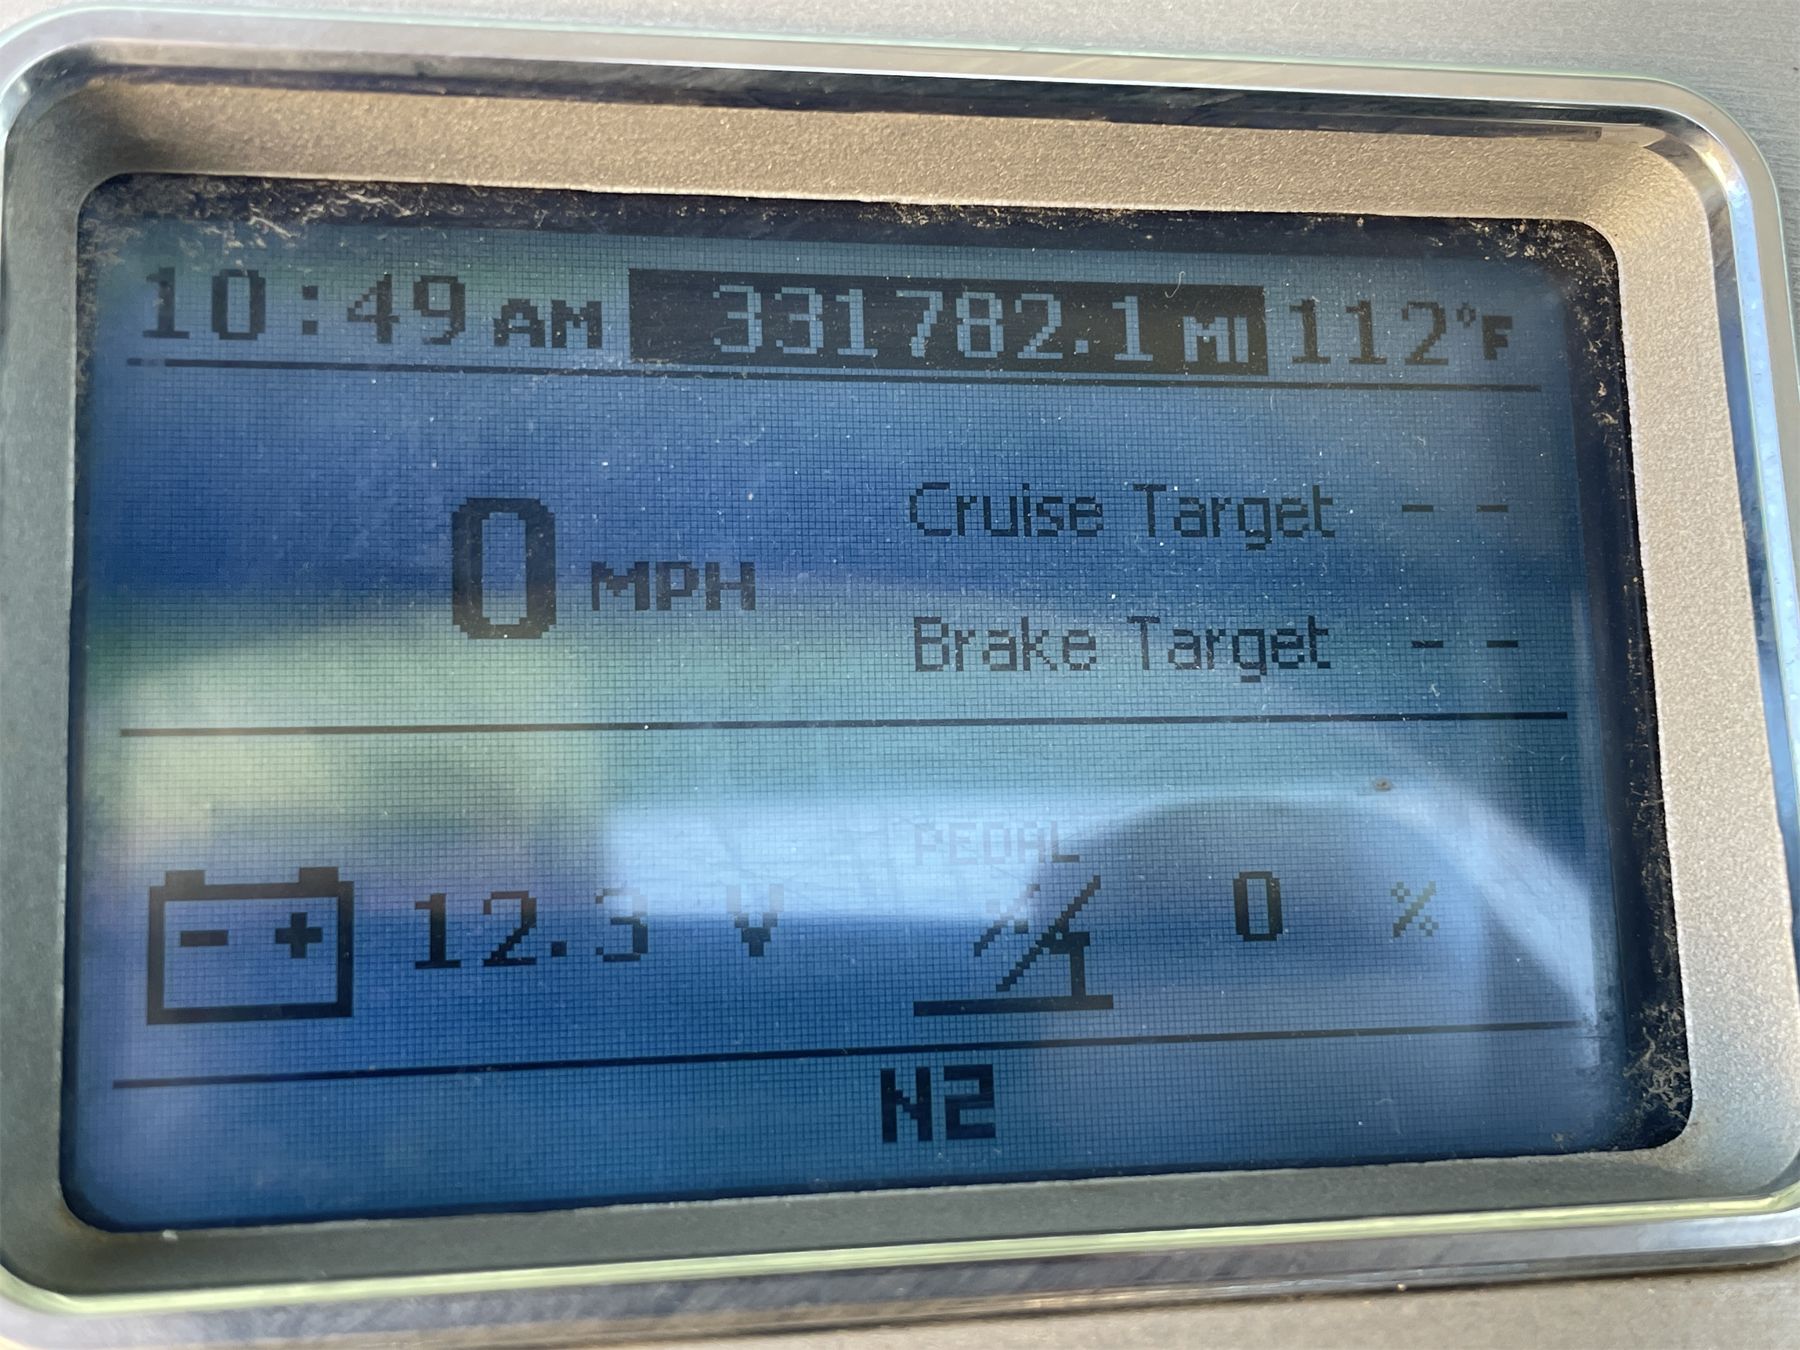 10:49 AM 331782.1 MI 112°F
0 MPH
Cruise Target - -
Brake Target - -
PEDAL
- + 12.3 V 0 %
N2